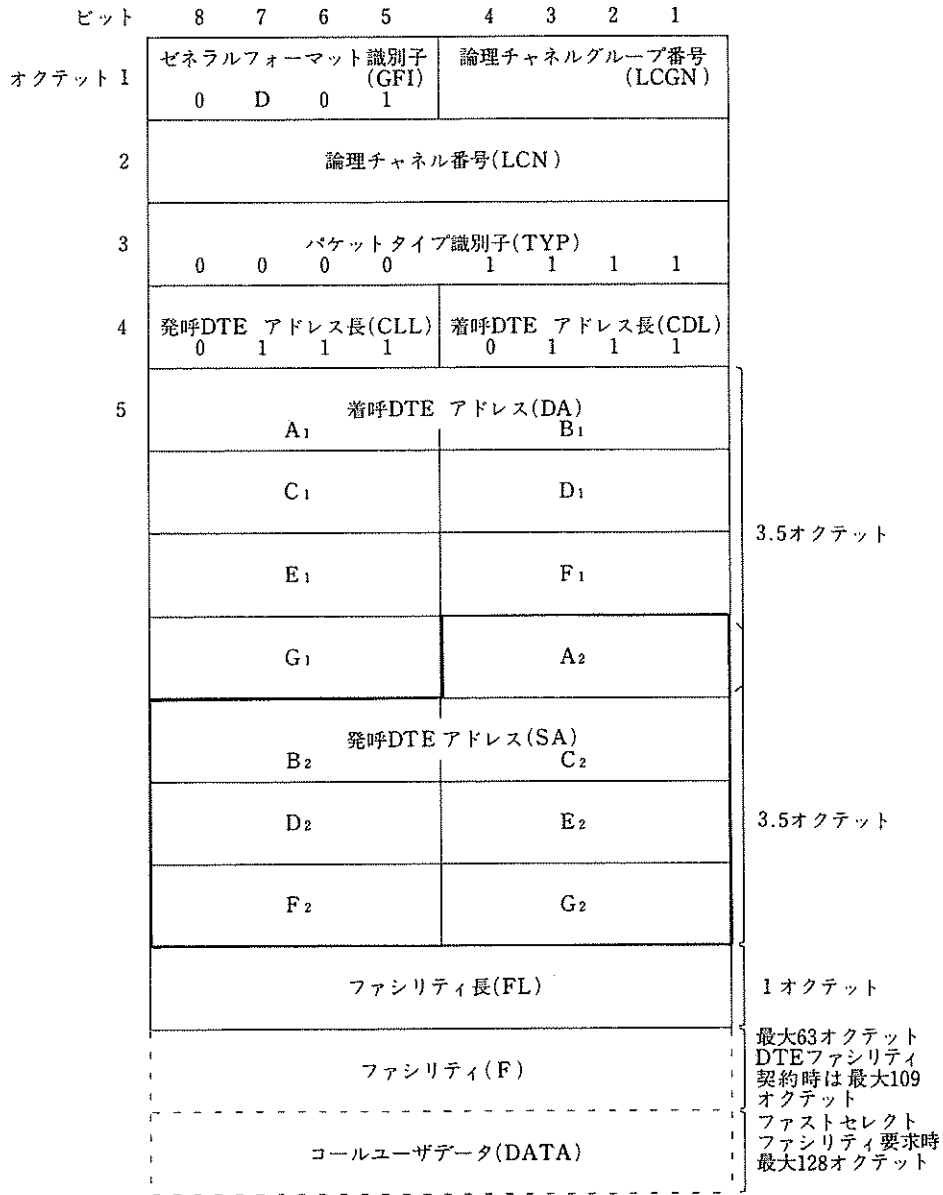 ビット 8 7 6 5 4 3 2 1
オクテット 1
ゼネラルフォーマット識別子
(GFI)
0 D 0 1
論理チャネルグループ番号
(LCGN)
2
論理チャネル番号(LCN)
3
パケットタイプ識別子(TYP)
0 0 0 0 1 1 1 1
4
発呼DTE アドレス長(CLL)
0 1 1 1
着呼DTE アドレス長(CDL)
0 1 1 1
5
着呼DTE アドレス(DA)
A1 B1
C1 D1
E1 F1
G1 A2
3.5オクテット
発呼DTEアドレス(SA)
B2 C2
D2 E2
F2 G2
3.5オクテット
ファシリティ長(FL)
1オクテット
ファシリティ(F)
最大63オクテット
DTEファシリティ
契約時は最大109
オクテット
コールユーザデータ(DATA)
ファストセレクト
ファシリティ要求時
最大128オクテット